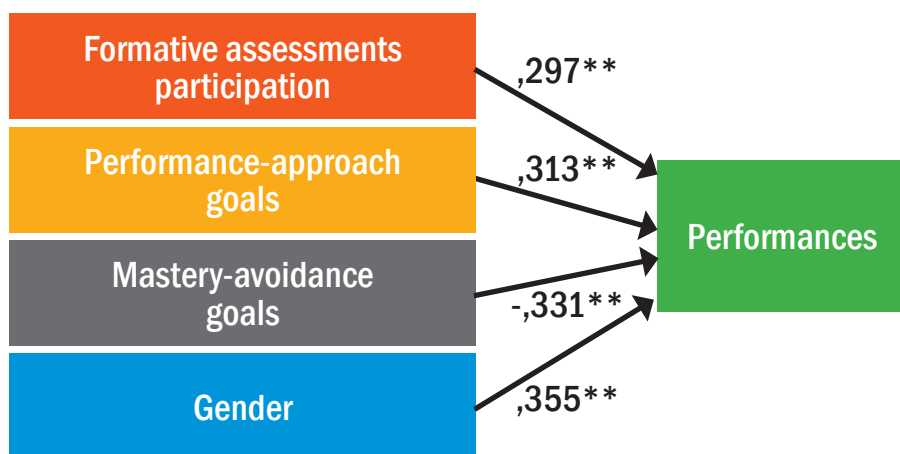 Formative assessments
participation
,297**
Performance-approach
goals
,313**
Performances
Mastery-avoidance
goals
-,331**
Gender
,355**